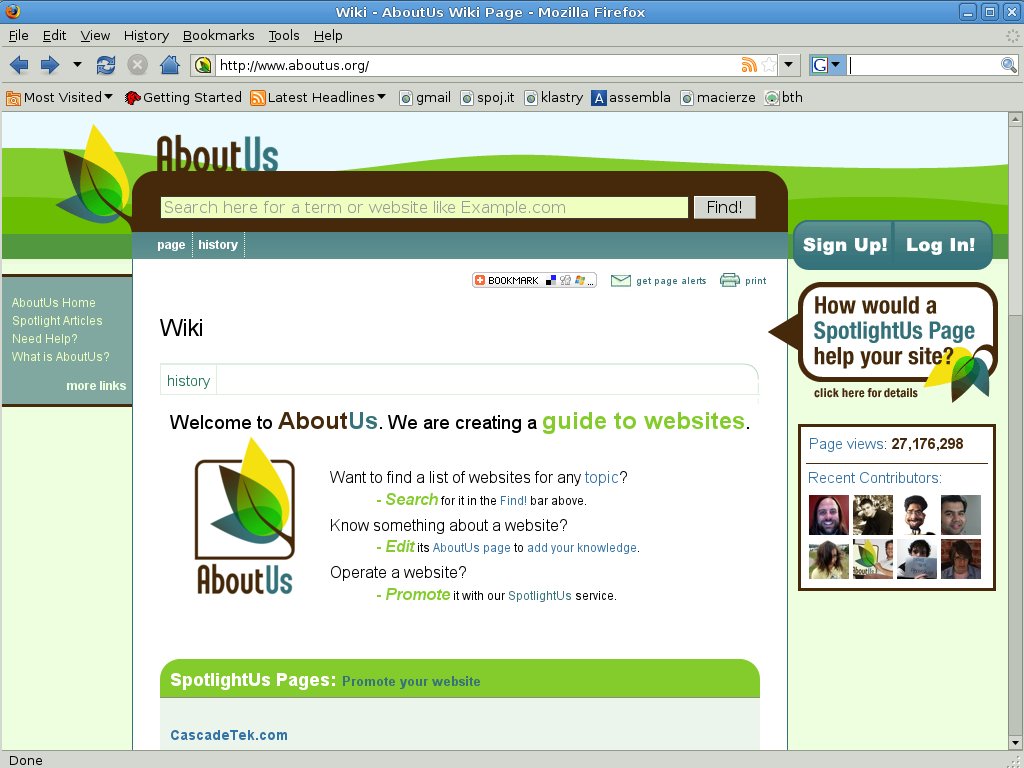 Wiki - AboutUs Wiki Page - Mozilla Firefox
File Edit View History Bookmarks Tools Help
http://www.aboutus.org/
G
Most Visited Getting Started Latest Headlines gmail spoj.it klastry A assembla macierze bth
AboutUs
Search here for a term or website like Example.com Find!
page history
Sign Up! Log In!
BOOKMARK ... get page alerts print
AboutUs Home
Spotlight Articles
Need Help?
What is AboutUs?
more links
Wiki
history
How would a
SpotlightUs Page
help your site?
click here for details
Welcome to AboutUs. We are creating a guide to websites.
AboutUs
Want to find a list of websites for any topic?
- Search for it in the Find! bar above.
Know something about a website?
- Edit its AboutUs page to add your knowledge.
Operate a website?
- Promote it with our SpotlightUs service.
Page views: 27,176,298
Recent Contributors:
SpotlightUs Pages: Promote your website
CascadeTek.com
Done